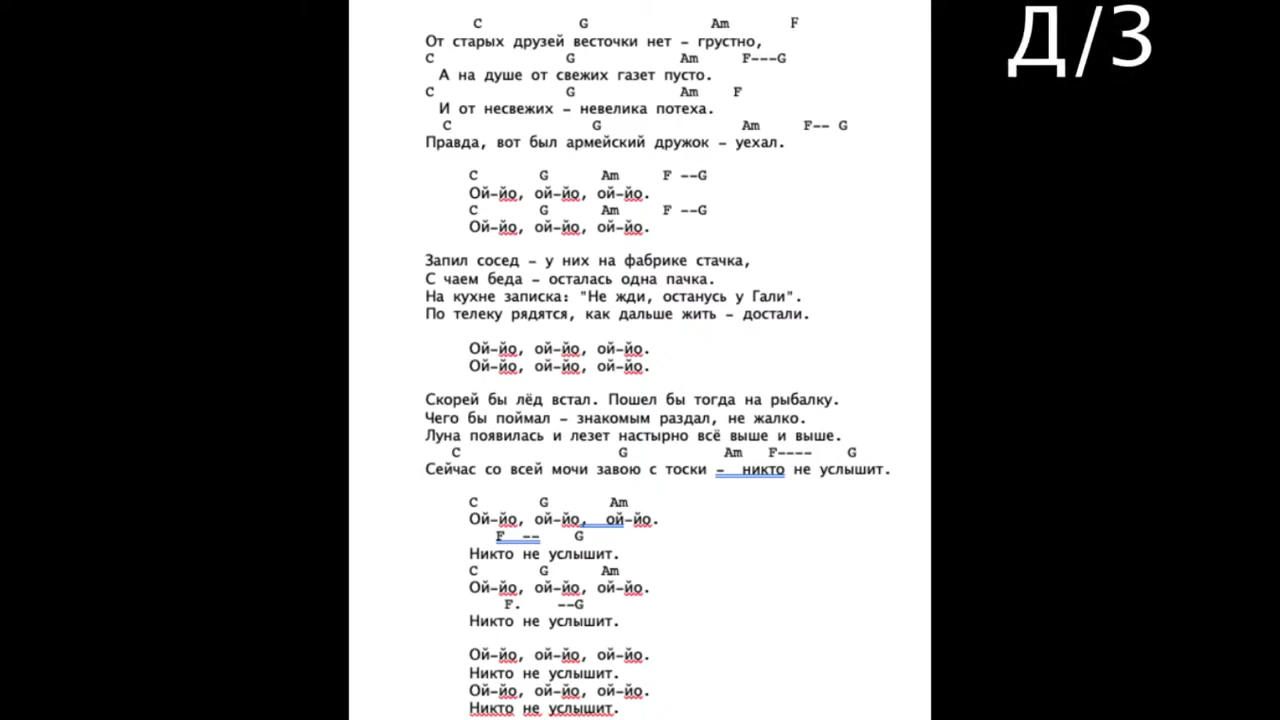 Д/З
C G Am F
От старых друзей весточки нет – грустно,
C G Am F---G
А на душе от свежих газет пусто.
C G Am F
И от несвежих – невелика потеха.
C G Am F-- G
Правда, вот был армейский дружок – уехал.
C G Am F --G
Ой-йо, ой-йо, ой-йо.
C G Am F --G
Ой-йо, ой-йо, ой-йо.
Запил сосед – у них на фабрике стачка,
С чаем беда – осталась одна пачка.
На кухне записка: "Не жди, останусь у Гали".
По телеку рядятся, как дальше жить – достали.
Ой-йо, ой-йо, ой-йо.
Ой-йо, ой-йо, ой-йо.
Скорей бы лёд встал. Пошел бы тогда на рыбалку.
Чего бы поймал – знакомым раздал, не жалко.
Луна появилась и лезет настырно всё выше и выше.
C G Am F---- G
Сейчас со всей мочи завою с тоски – никто не услышит.
C G Am
Ой-йо, ой-йо, ой-йо.
F -- G
Никто не услышит.
C G Am
Ой-йо, ой-йо, ой-йо.
F. --G
Никто не услышит.
Ой-йо, ой-йо, ой-йо.
Никто не услышит.
Ой-йо, ой-йо, ой-йо.
Никто не услышит.